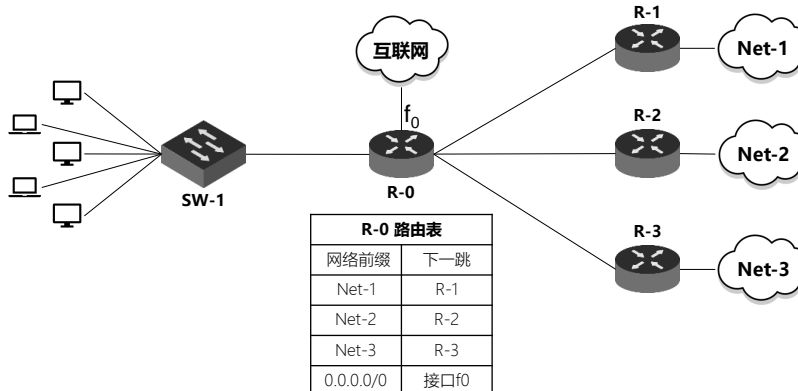 R-1
Net-1
互联网
f0
R-2
Net-2
SW-1
R-0
R-3
Net-3
R-0 路由表
网络前缀 下一跳
Net-1 R-1
Net-2 R-2
Net-3 R-3
0.0.0.0/0 接口f0